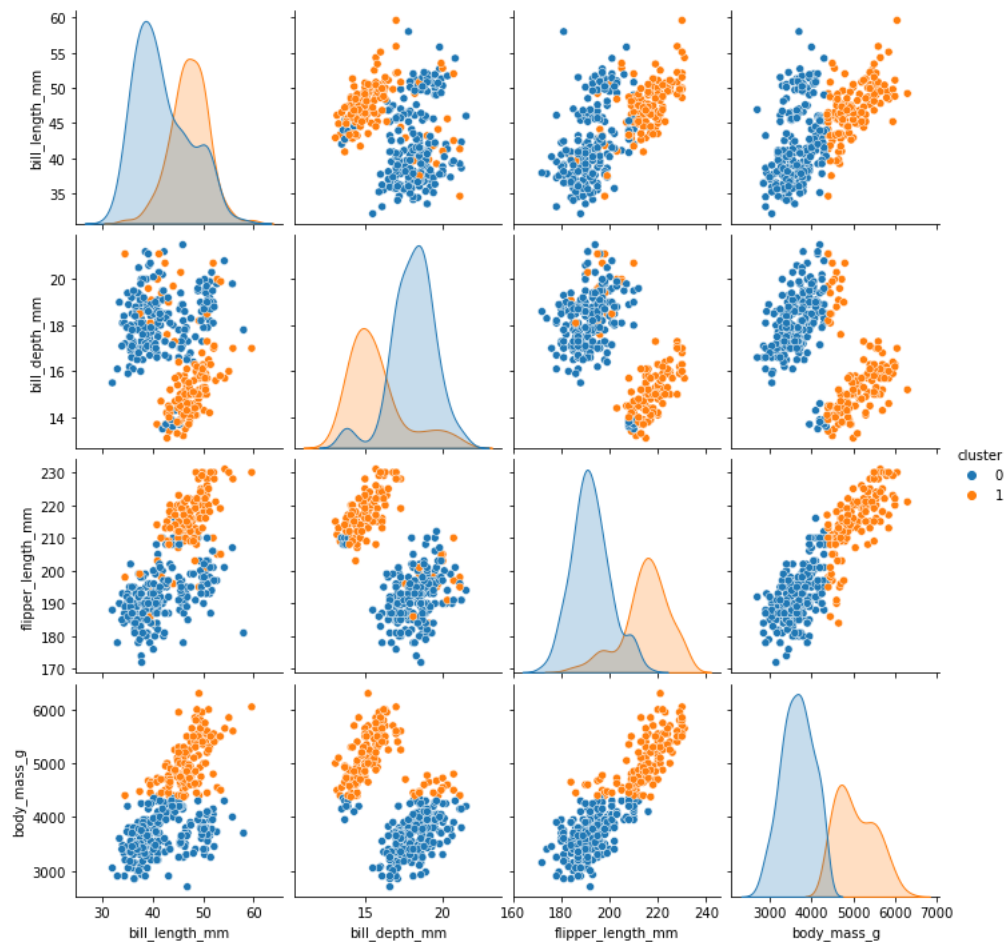 60
55
50
45
40
35
bill_length_mm
20
18
16
14
bill_depth_mm
cluster
0
1
230
220
210
200
190
180
170
flipper_length_mm
6000
5000
4000
3000
body_mass_g
30 40 50 60
15 20
160 180 200 220 240
3000 4000 5000 6000 7000
bill_length_mm bill_depth_mm flipper_length_mm body_mass_g